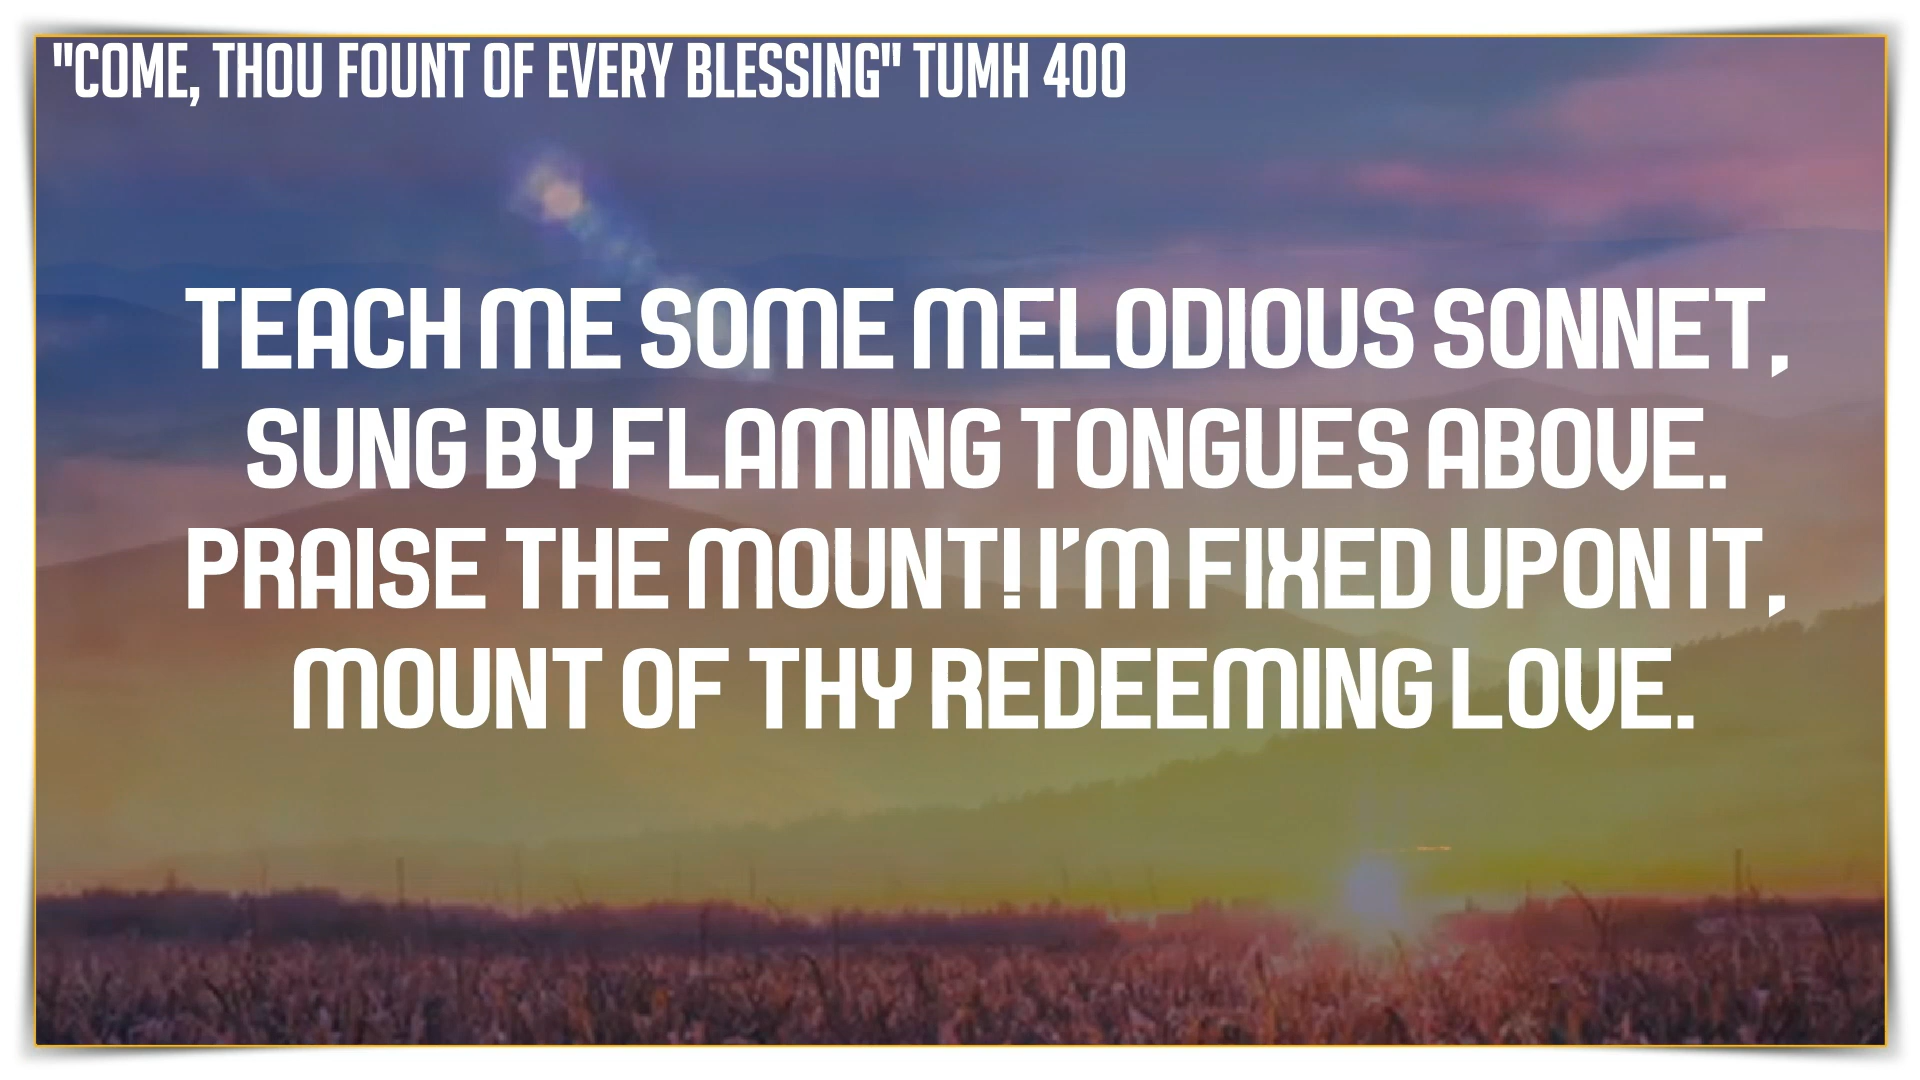 "COME, THOU FOUNT OF EVERY BLESSING" TUMH 400
TEACH ME SOME MELODIOUS SONNET,
SUNG BY FLAMING TONGUES ABOVE.
PRAISE THE MOUNT! I'M FIXED UPON IT,
MOUNT OF THY REDEEMING LOVE.